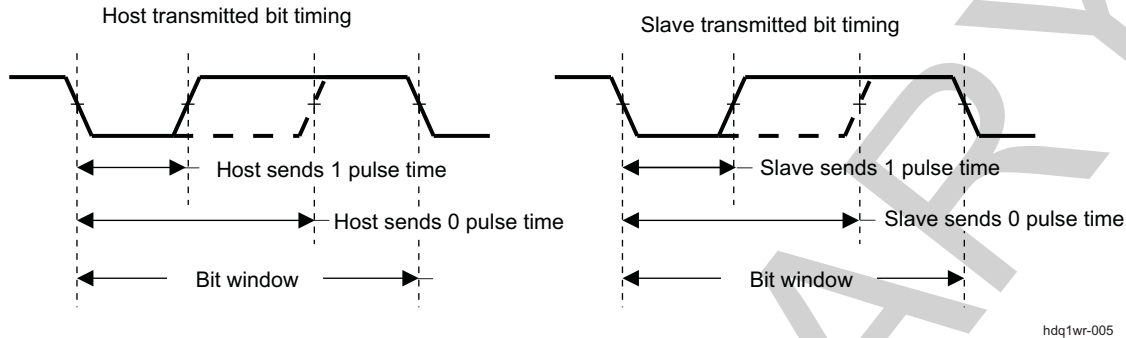 Host transmitted bit timing
Slave transmitted bit timing
Host sends 1 pulse time
Slave sends 1 pulse time
Host sends 0 pulse time
Slave sends 0 pulse time
Bit window
Bit window
hdq1wr-005